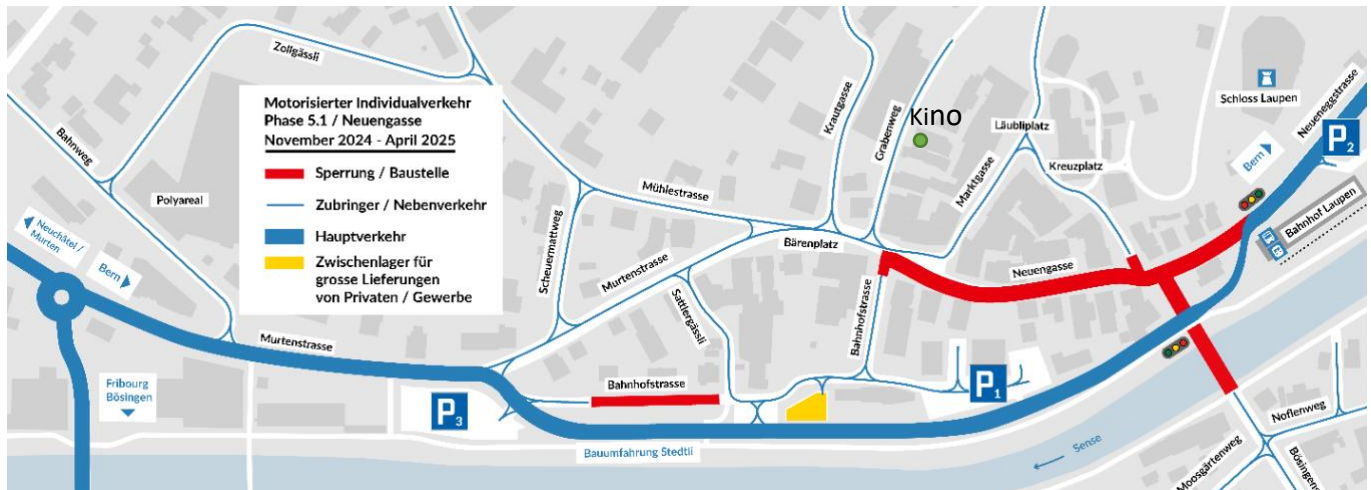 Zollgässli
Bahnweg
Polyareal
Neuchâtel /
Murten
Bern
Fribourg
Bösingen
Motorisierter Individualverkehr
Phase 5.1 / Neuengasse
November 2024 - April 2025
Sperrung / Baustelle
Zubringer / Nebenverkehr
Hauptverkehr
Zwischenlager für
grosse Lieferungen
von Privaten / Gewerbe
Murtenstrasse
Scheuermattweg
Mühlestrasse
Murtenstrasse
Sattlergässli
Bahnhofstrasse
P3
Bauumfahrung Stedtli
Krautgasse
Grabenweg
Kino
Bärenplatz
Marktgasse
Läubliplatz
Kreuzplatz
Neuengasse
Bahnhofstrasse
P1
Schloss Laupen
Neueneggstrasse
Bern
P2
Bahnhof Laupen
Sense
Noflenweg
Moosgärtenweg